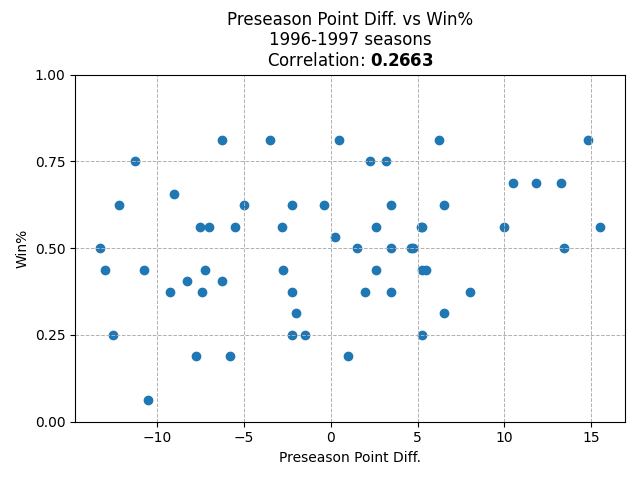 Preseason Point Diff. vs Win%
1996-1997 seasons
Correlation: 0.2663
1.00
0.75
0.50
0.25
0.00
Win%
−10
−5
0
5
10
15
Preseason Point Diff.